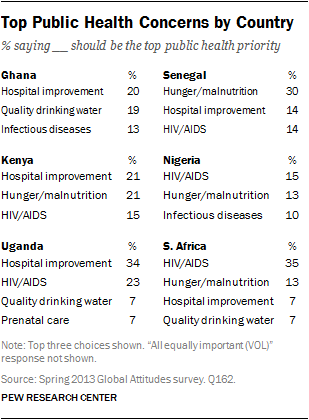 Top Public Health Concerns by Country
% saying __ should be the top public health priority
Ghana %
Hospital improvement 20
Quality drinking water 19
Infectious diseases 13
Senegal %
Hunger/malnutrition 30
Hospital improvement 14
HIV/AIDS 14
Kenya %
Hospital improvement 21
Hunger/malnutrition 21
HIV/AIDS 15
Nigeria %
HIV/AIDS 15
Hunger/malnutrition 13
Infectious diseases 10
Uganda %
Hospital improvement 34
HIV/AIDS 23
Quality drinking water 7
Prenatal care 7
S. Africa %
HIV/AIDS 35
Hunger/malnutrition 13
Hospital improvement 7
Quality drinking water 7
Note: Top three choices shown. “All equally important (VOL)”
response not shown.
Source: Spring 2013 Global Attitudes survey. Q162.
PEW RESEARCH CENTER